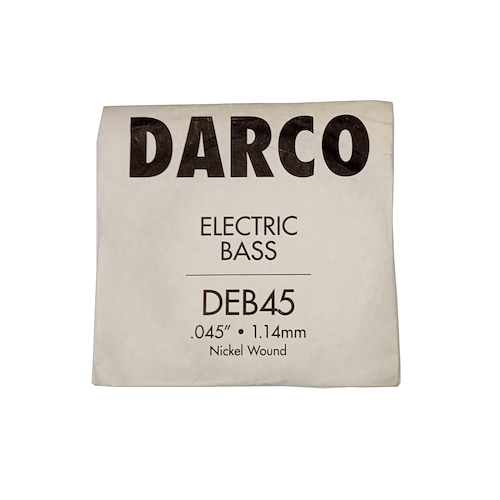 DARCO
ELECTRIC
BASS
DEB45
.045” • 1.14mm
Nickel Wound